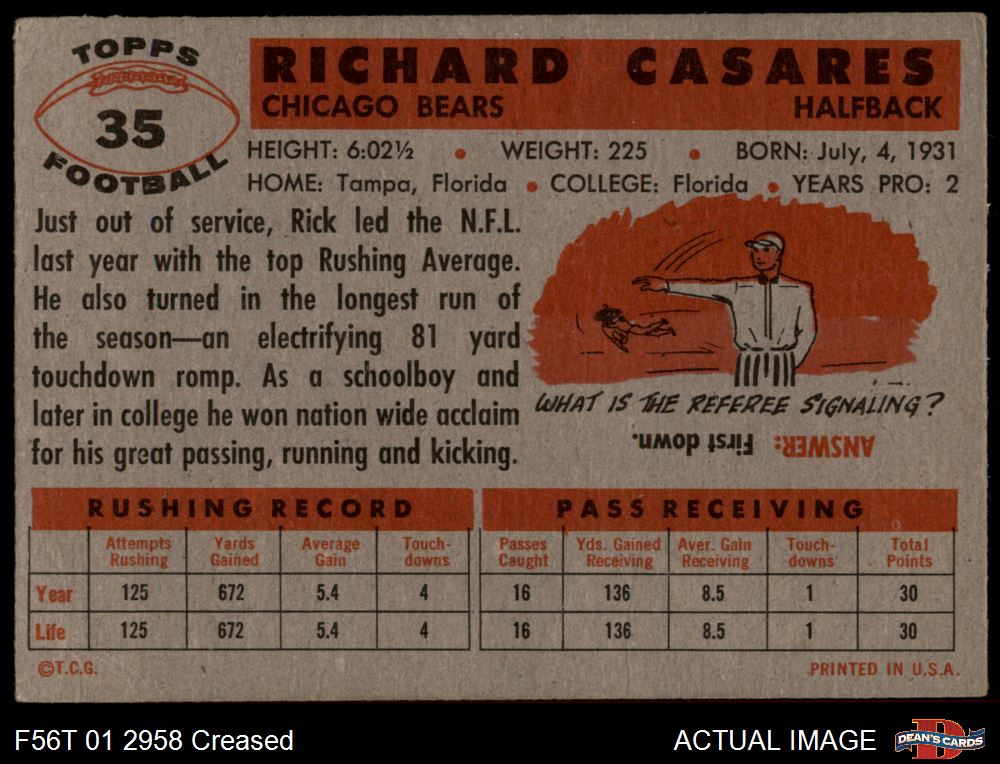 TOPPS
35
FOOTBALL
RICHARD CASARES
CHICAGO BEARS HALFBACK
HEIGHT: 6:02½ • WEIGHT: 225 • BORN: July, 4, 1931
HOME: Tampa, Florida • COLLEGE: Florida • YEARS PRO: 2
Just out of service, Rick led the N.F.L.
last year with the top Rushing Average.
He also turned in the longest run of
the season—an electrifying 81 yard
touchdown romp. As a schoolboy and
later in college he won nation wide acclaim
for his great passing, running and kicking.
WHAT IS THE REFEREE SIGNALING?
ANSWER: First down.
RUSHING RECORD
Attempts Rushing Yards Gained Average Gain Touch-downs
Year 125 672 5.4 4
Life 125 672 5.4 4
PASS RECEIVING
Passes Caught Yds. Gained Receiving Aver. Gain Receiving Touch-downs Total Points
16 136 8.5 1 30
16 136 8.5 1 30
©T.C.G. PRINTED IN U.S.A.
F56T 01 2958 Creased ACTUAL IMAGE
DEAN'S CARDS